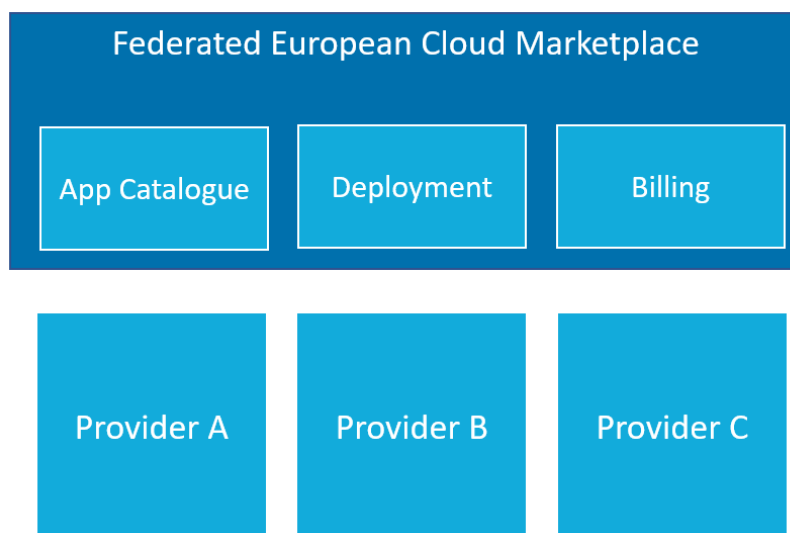 Federated European Cloud Marketplace
App Catalogue
Deployment
Billing
Provider A
Provider B
Provider C